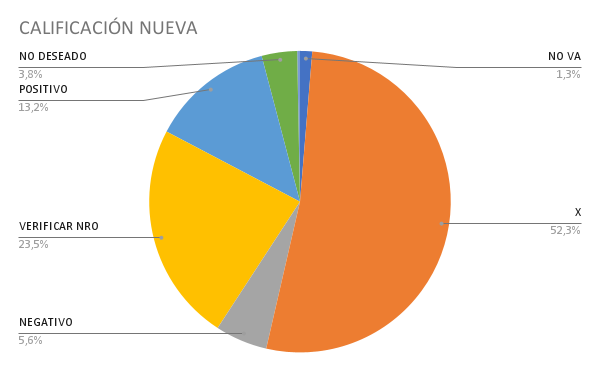 CALIFICACIÓN NUEVA
NO DESEADO
3,8%
POSITIVO
13,2%
VERIFICAR NRO
23,5%
NEGATIVO
5,6%
NO VA
1,3%
X
52,3%